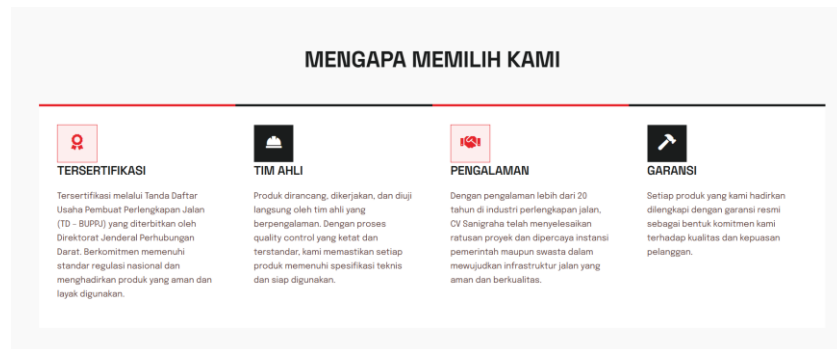 MENGAPA MEMILIH KAMI
TERSERTIFIKASI
Tersertifikasi melalui Tanda Daftar
Usaha Pembuat Perlengkapan Jalan
(TD – BUPPJ) yang diterbitkan oleh
Direktorat Jenderal Perhubungan
Darat. Berkomitmen memenuhi
standar regulasi nasional dan
menghadirkan produk yang aman dan
layak digunakan.
TIM AHLI
Produk dirancang, dikerjakan, dan diuji
langsung oleh tim ahli yang
berpengalaman. Dengan proses
quality control yang ketat dan
terstandar, kami memastikan setiap
produk memenuhi spesifikasi teknis
dan siap digunakan.
PENGALAMAN
Dengan pengalaman lebih dari 20
tahun di industri perlengkapan jalan,
CV Sanigraha telah menyelesaikan
ratusan proyek dan dipercaya instansi
pemerintah maupun swasta dalam
mewujudkan infrastruktur jalan yang
aman dan berkualitas.
GARANSI
Setiap produk yang kami hadirkan
dilengkapi dengan garansi resmi
sebagai bentuk komitmen kami
terhadap kualitas dan kepuasan
pelanggan.